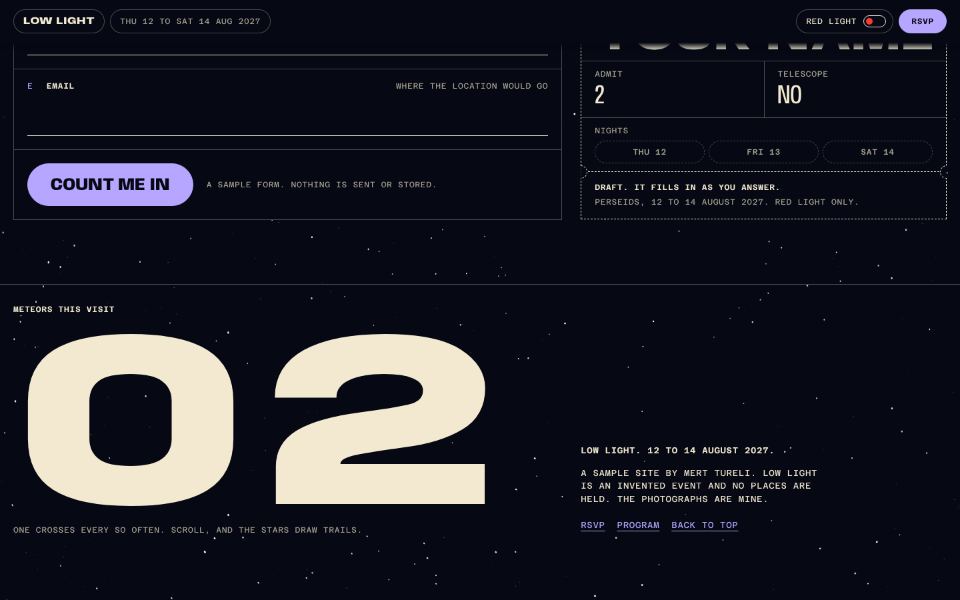 LOW LIGHT
THU 12 TO SAT 14 AUG 2027
RED LIGHT
RSVP
E EMAIL
WHERE THE LOCATION WOULD GO
COUNT ME IN
A SAMPLE FORM. NOTHING IS SENT OR STORED.
YOUR NAME
ADMIT
2
TELESCOPE
NO
NIGHTS
THU 12
FRI 13
SAT 14
DRAFT. IT FILLS IN AS YOU ANSWER.
PERSEIDS, 12 TO 14 AUGUST 2027. RED LIGHT ONLY.
METEORS THIS VISIT
02
ONE CROSSES EVERY SO OFTEN. SCROLL, AND THE STARS DRAW TRAILS.
LOW LIGHT. 12 TO 14 AUGUST 2027.
A SAMPLE SITE BY MERT TURELI. LOW LIGHT
IS AN INVENTED EVENT AND NO PLACES ARE
HELD. THE PHOTOGRAPHS ARE MINE.
RSVP PROGRAM BACK TO TOP